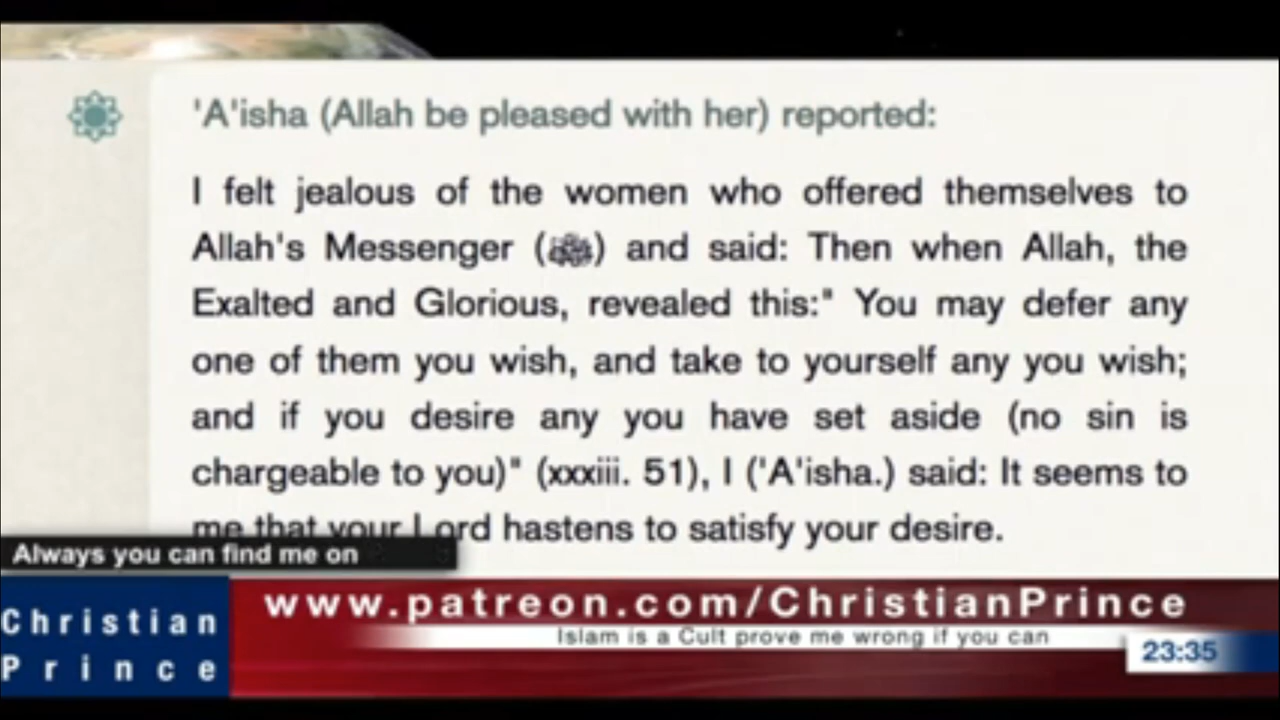 'A'isha (Allah be pleased with her) reported:
I felt jealous of the women who offered themselves to
Allah's Messenger (ﷺ) and said: Then when Allah, the
Exalted and Glorious, revealed this:" You may defer any
one of them you wish, and take to yourself any you wish;
and if you desire any you have set aside (no sin is
chargeable to you)" (xxxiii. 51), I ('A'isha.) said: It seems to
me that your Lord hastens to satisfy your desire.
Always you can find me on
www.patreon.com/ChristianPrince
Islam is a Cult prove me wrong if you can
Christian
Prince
23:35